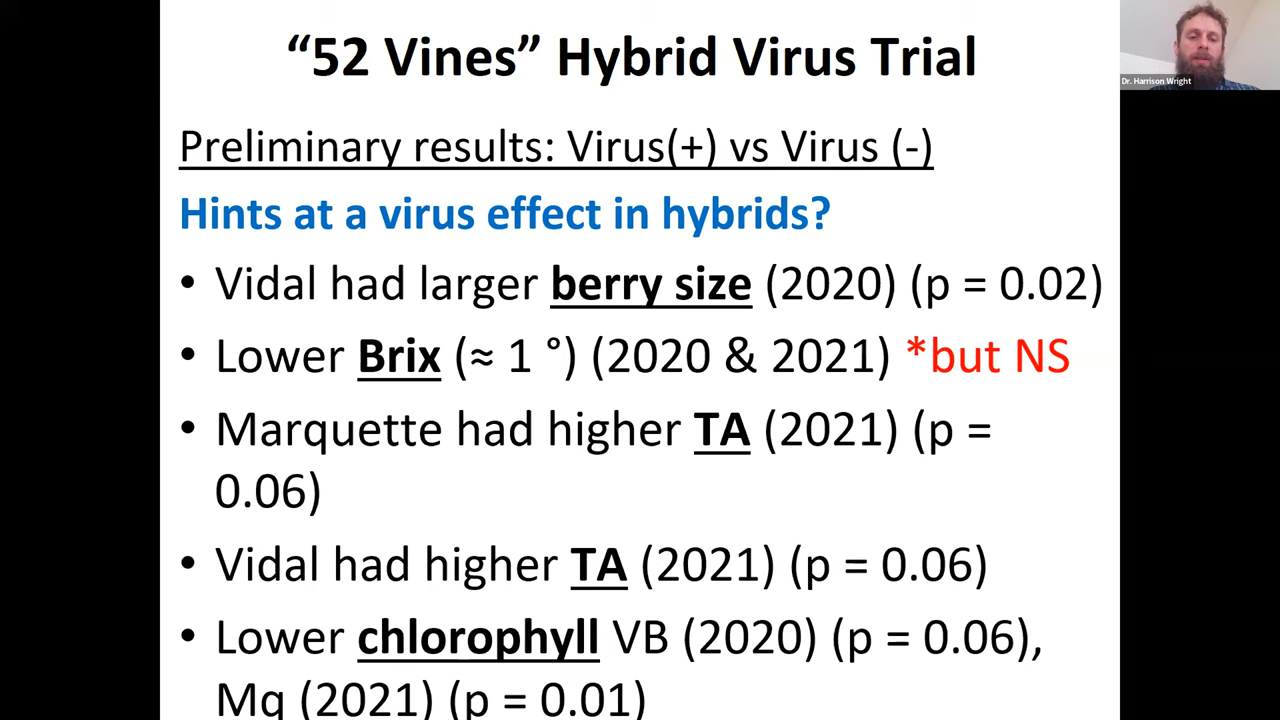 “52 Vines” Hybrid Virus Trial
Dr. Harrison Wright
Preliminary results: Virus(+) vs Virus (-)
Hints at a virus effect in hybrids?
• Vidal had larger berry size (2020) (p = 0.02)
• Lower Brix (≈ 1 °) (2020 & 2021) *but NS
• Marquette had higher TA (2021) (p =
0.06)
• Vidal had higher TA (2021) (p = 0.06)
• Lower chlorophyll VB (2020) (p = 0.06),
Mq (2021) (p = 0.01)